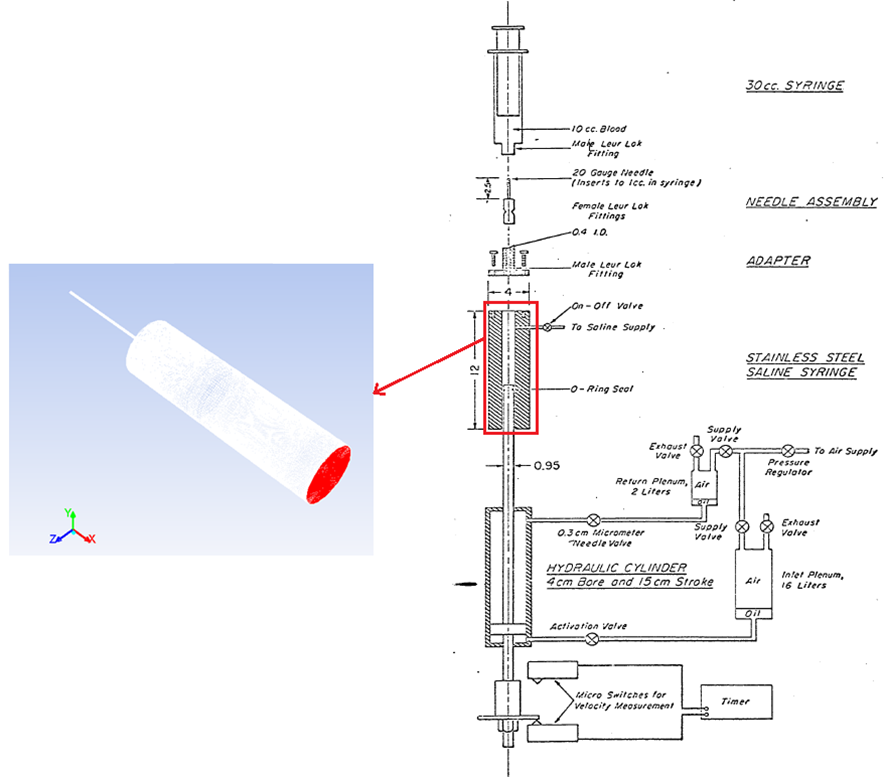 30cc. SYRINGE
10 cc. Blood
Male Leur Lok
Fitting
20 Gauge Needle
(Inserts to 1cc. in syringe)
2.5
NEEDLE ASSEMBLY
Female Leur Lok
Fittings
0.4 I.D.
ADAPTER
Male Leur Lok
Fitting
4
On-Off Valve
To Saline Supply
12
STAINLESS STEEL
SALINE SYRINGE
O-Ring Seal
Supply
Valve
Exhaust
Valve
To Air Supply
Pressure
Regulator
0.95
Return Plenum,
2 Liters
Air
Oil
Y
Z
X
0.3 cm Micrometer
Needle Valve
Supply
Valve
Exhaust
Valve
HYDRAULIC CYLINDER
4cm Bore and 15cm Stroke
Air
Inlet Plenum,
16 Liters
Oil
Activation Valve
Micro Switches for
Velocity Measurement
Timer